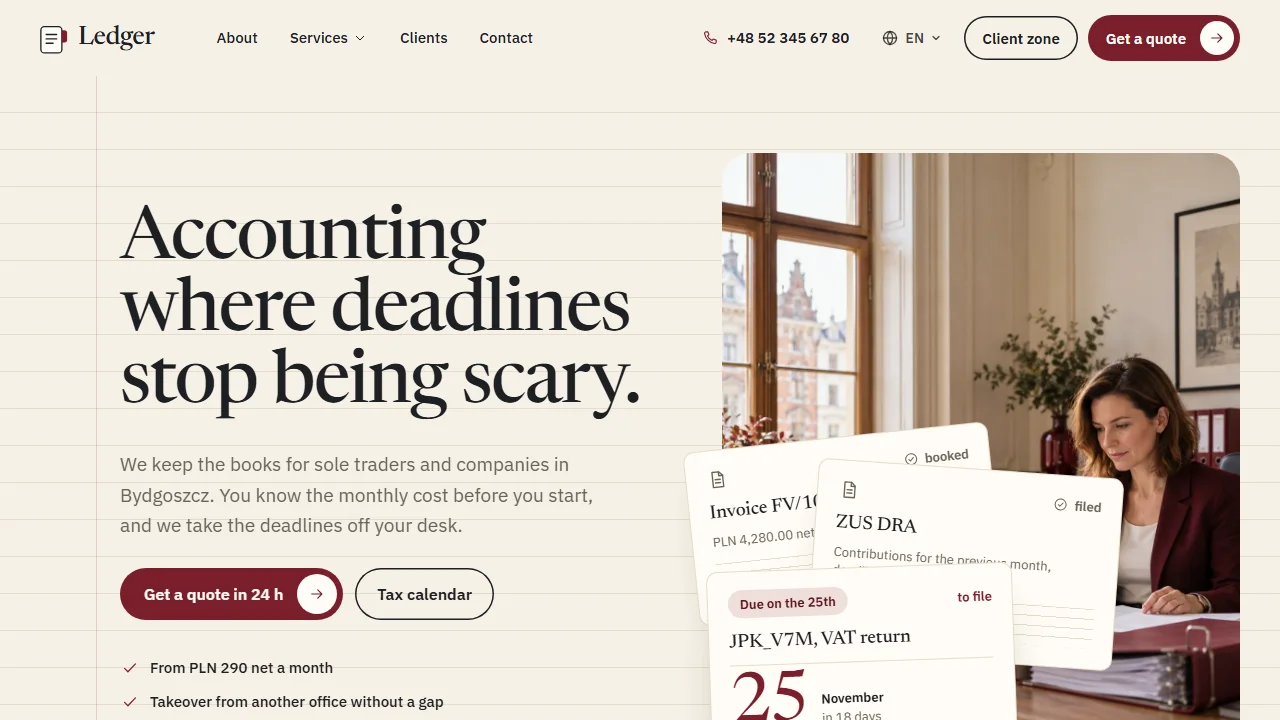 Ledger
About
Services
Clients
Contact
+48 52 345 67 80
EN
Client zone
Get a quote
Accounting
where deadlines
stop being scary.
We keep the books for sole traders and companies in
Bydgoszcz. You know the monthly cost before you start,
and we take the deadlines off your desk.
Get a quote in 24 h
Tax calendar
From PLN 290 net a month
Takeover from another office without a gap
booked
Invoice FV/10
PLN 4,280.00 net
filed
ZUS DRA
Contributions for the previous month,
Due on the 25th
to file
JPK_V7M, VAT return
25
November
in 18 days